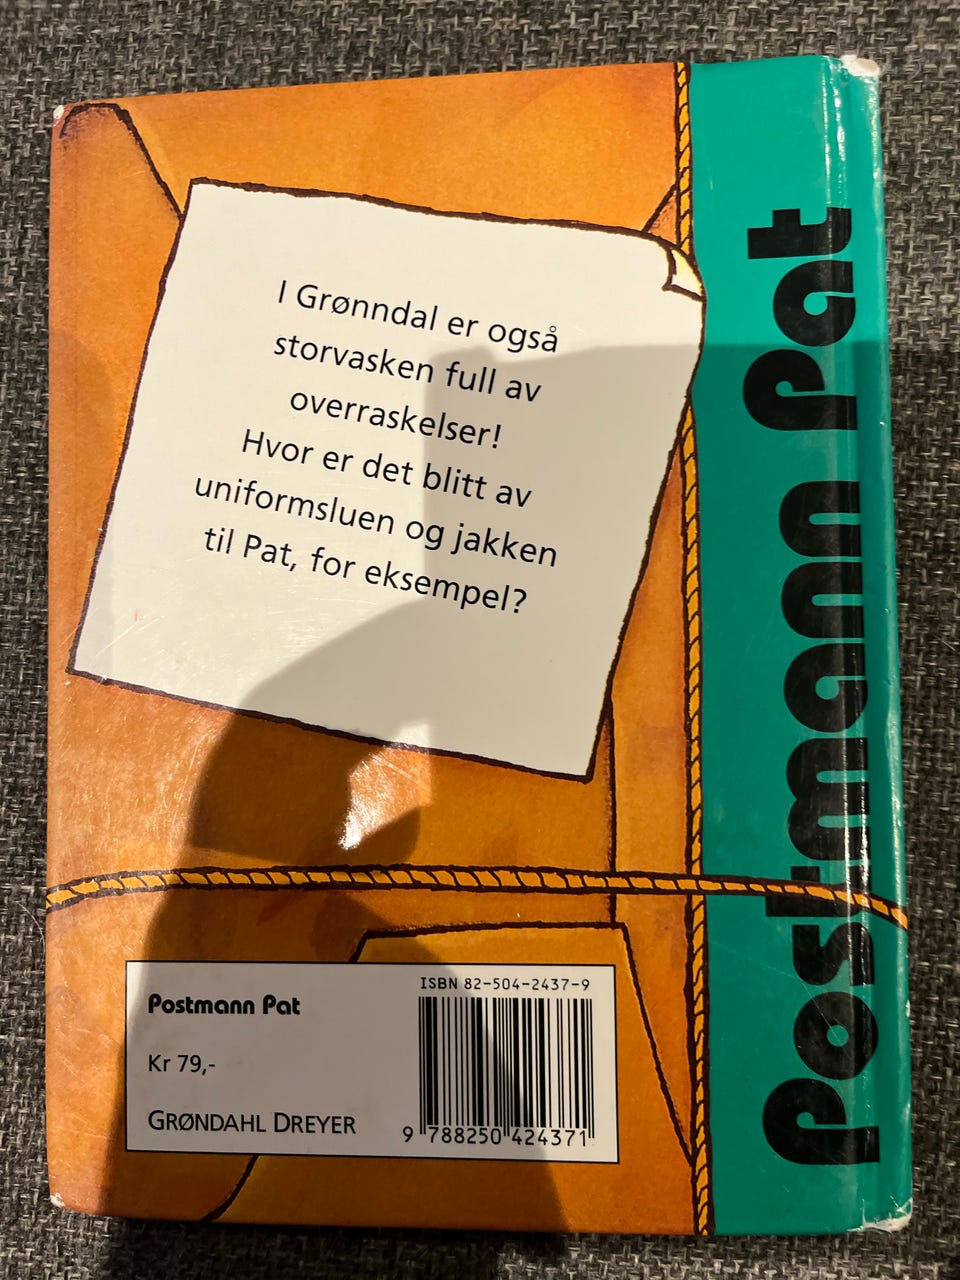 I Grønndal er også
storvasken full av
overraskelser!
Hvor er det blitt av
uniformsluen og jakken
til Pat, for eksempel?
Postmann Pat
Postmann Pat
Kr 79,-
GRØNDAHL DREYER
ISBN 82-504-2437-9
9 788250 424371